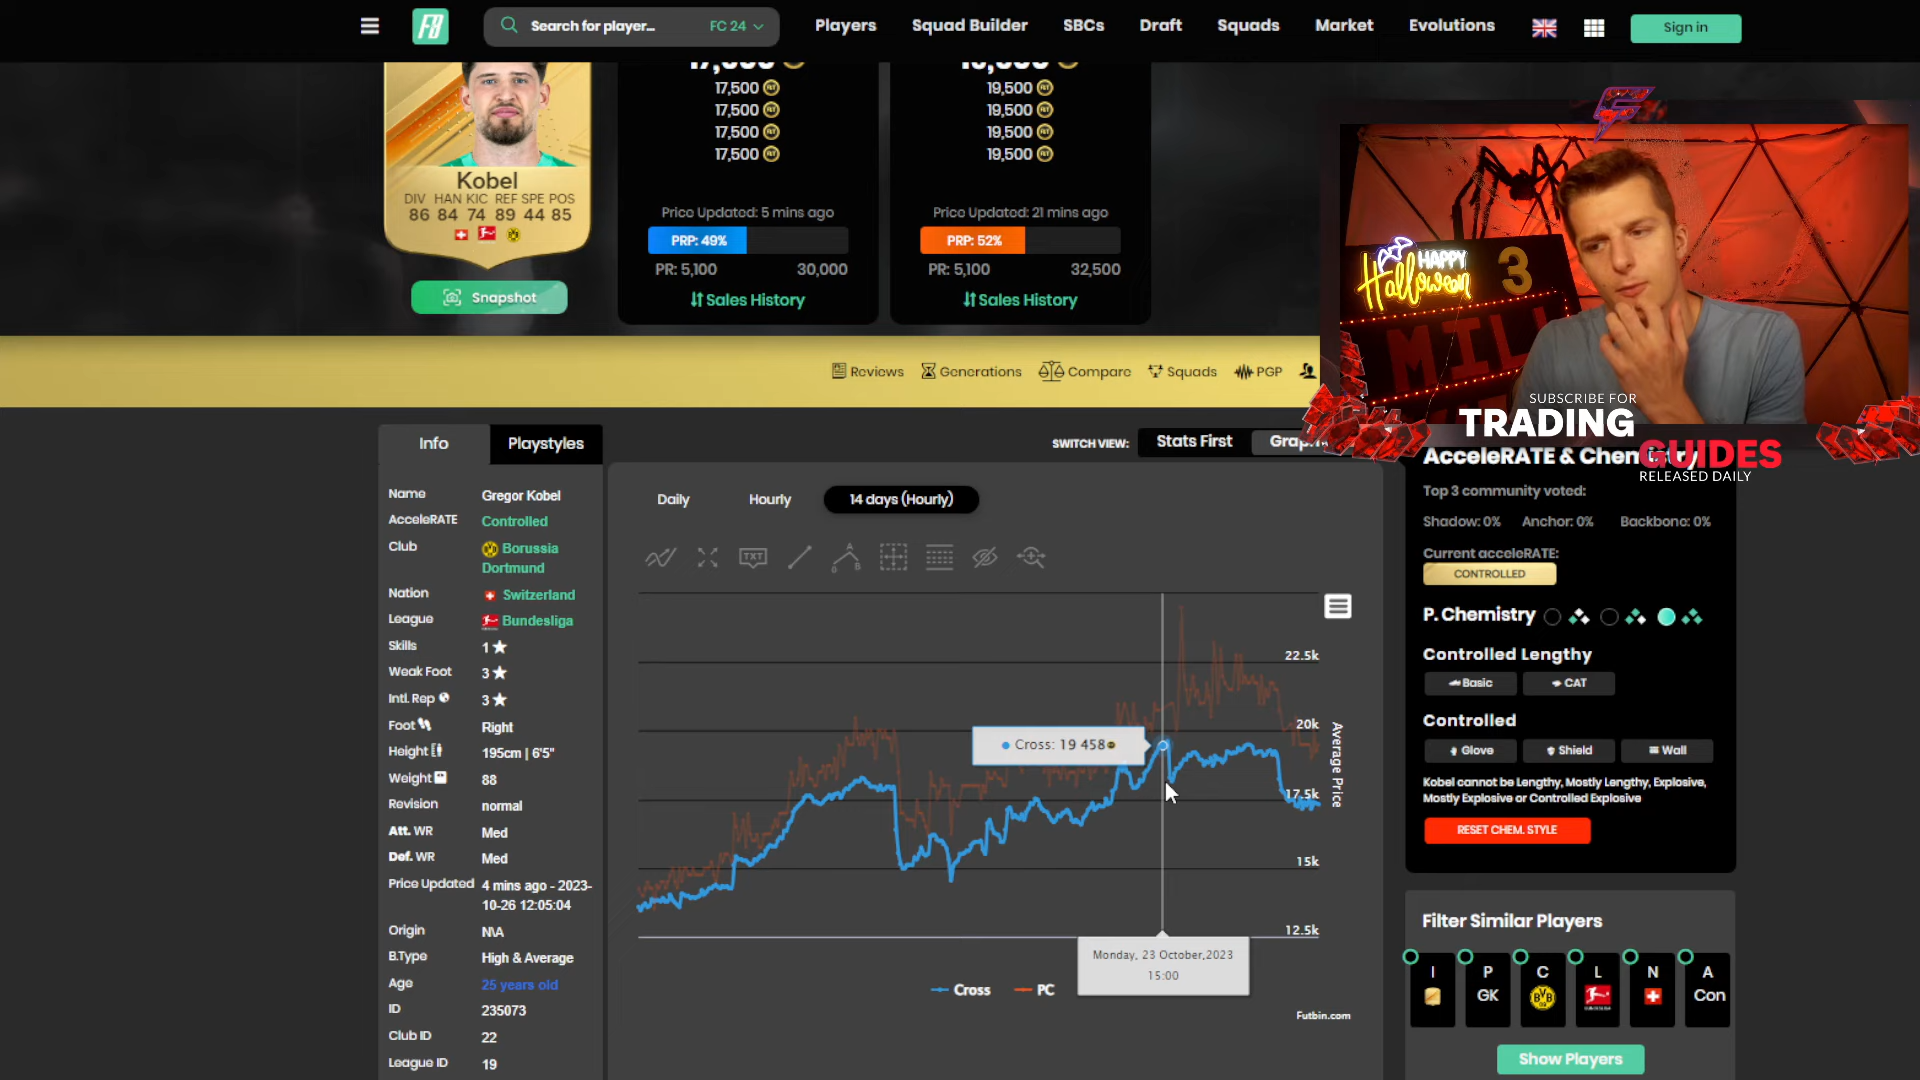 FB
Search for player...
FC 24
Players
Squad Builder
SBCs
Draft
Squads
Market
Evolutions
Sign in
Kobel
DIV HAN KIC REF SPE POS
86 84 74 89 44 85
Snapshot
17,500
17,500
17,500
17,500
Price Updated: 5 mins ago
PRP: 49%
PR: 5,100
30,000
Sales History
19,500
19,500
19,500
19,500
Price Updated: 21 mins ago
PRP: 52%
PR: 5,100
32,500
Sales History
Reviews
Generations
Compare
Squads
PGP
HAPPY
Halloween
3
MILL
SUBSCRIBE FOR
TRADING
GUIDES
RELEASED DAILY
Info
Playstyles
SWITCH VIEW:
Stats First
Name Gregor Kobel
AcceleRATE Controlled
Club Borussia
Dortmund
Nation Switzerland
League Bundesliga
Skills 1
Weak Foot 3
Intl. Rep 3
Foot Right
Height 195cm | 6'5"
Weight 88
Revision normal
Att. WR Med
Def. WR Med
Price Updated 4 mins ago - 2023-
10-26 12:05:04
Origin N\A
B.Type High & Average
Age 25 years old
ID 235073
Club ID 22
League ID 19
Daily
Hourly
14 days (Hourly)
TXT
22.5k
20k
17.5k
15k
12.5k
Average Price
Cross: 19 458
Monday, 23 October,2023
15:00
Cross
PC
Futbin.com
AcceleRATE & Chemistry
Top 3 community voted:
Shadow: 0% Anchor: 0% Backbone: 0%
Current acceleRATE:
CONTROLLED
P. Chemistry
Controlled Lengthy
Basic
CAT
Controlled
Glove
Shield
Wall
Kobel cannot be Lengthy, Mostly Lengthy, Explosive,
Mostly Explosive or Controlled Explosive
RESET CHEM. STYLE
Filter Similar Players
I P C L N A
GK
BVB
Con
Show Players